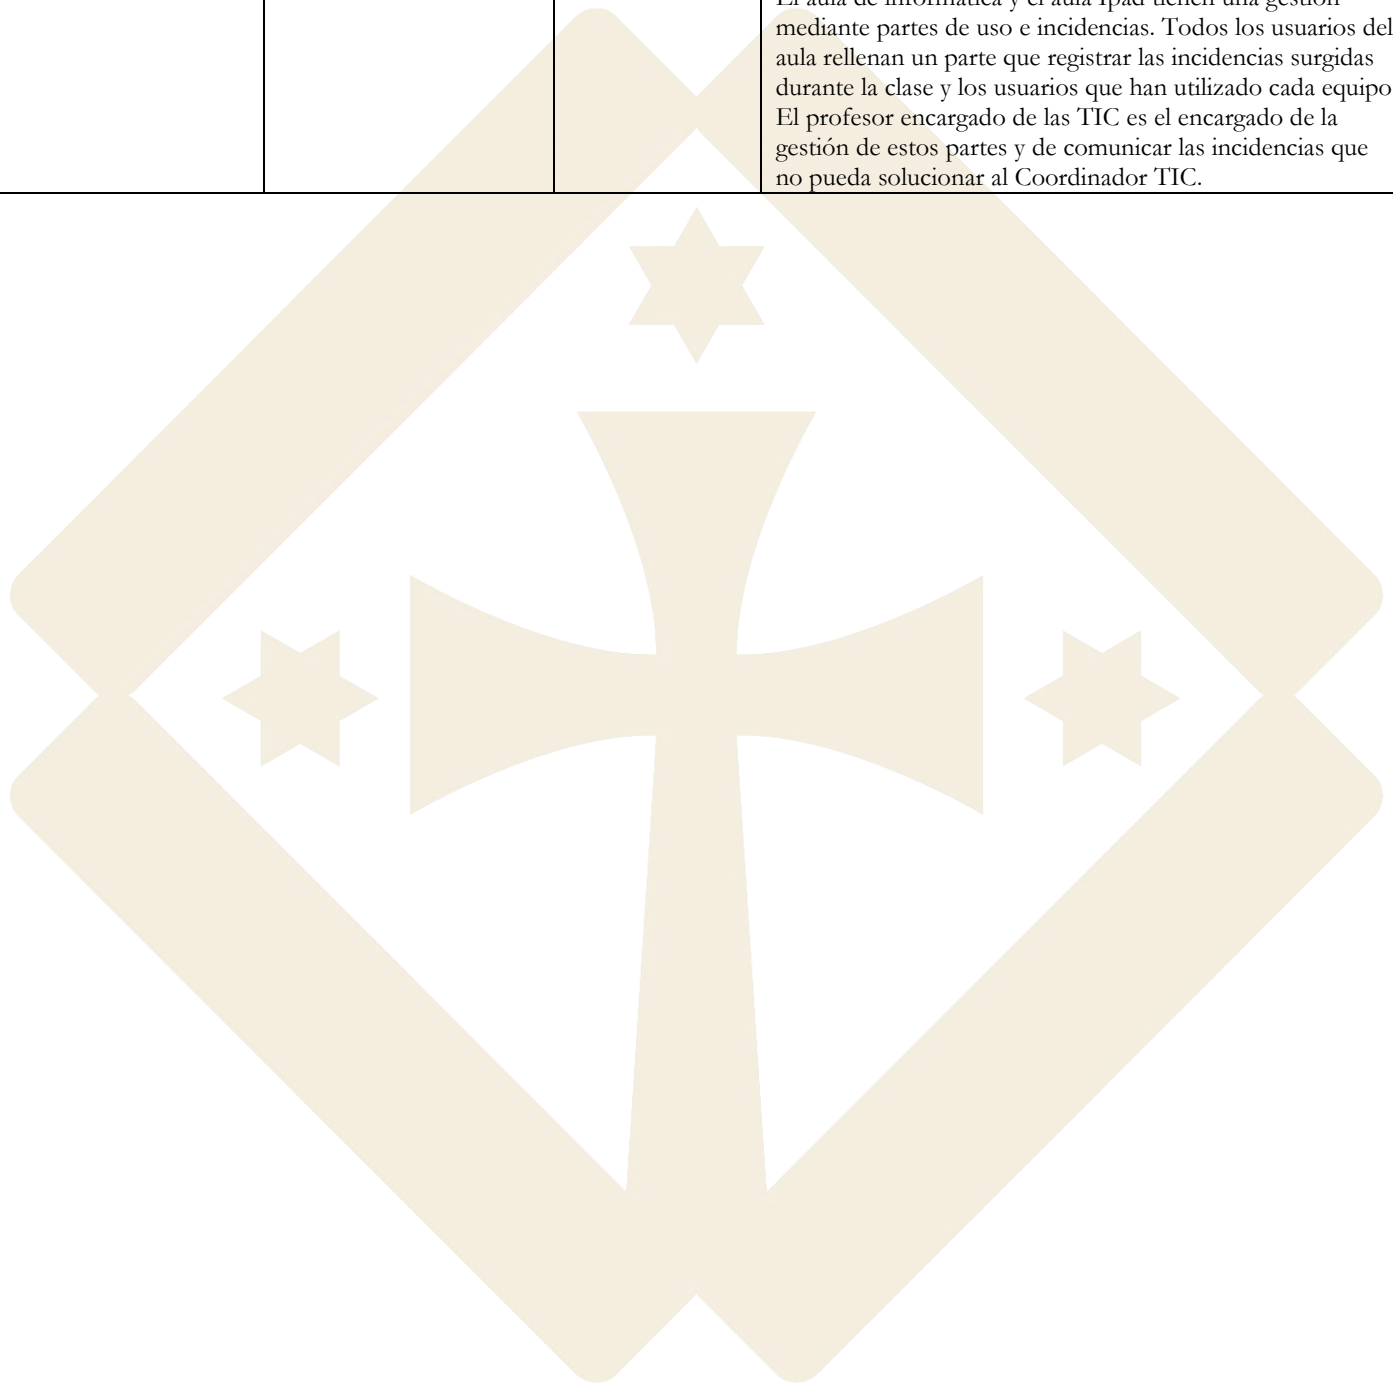 El aula de informática y el aula Ipad tienen una gestión
mediante partes de uso e incidencias. Todos los usuarios del
aula rellenan un parte que registrar las incidencias surgidas
durante la clase y los usuarios que han utilizado cada equipo
El profesor encargado de las TIC es el encargado de la
gestión de estos partes y de comunicar las incidencias que
no pueda solucionar al Coordinador TIC.